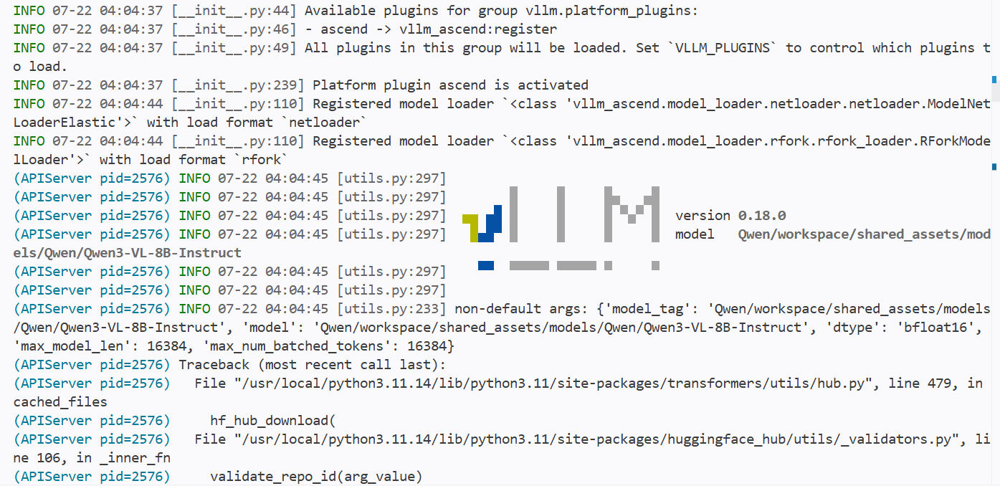 INFO 07-22 04:04:37 [__init__.py:44] Available plugins for group vllm.platform_plugins:
INFO 07-22 04:04:37 [__init__.py:46] - ascend -> vllm_ascend:register
INFO 07-22 04:04:37 [__init__.py:49] All plugins in this group will be loaded. Set `VLLM_PLUGINS` to control which plugins t
o load.
INFO 07-22 04:04:37 [__init__.py:239] Platform plugin ascend is activated
INFO 07-22 04:04:44 [__init__.py:110] Registered model loader `<class 'vllm_ascend.model_loader.netloader.netloader.ModelNet
LoaderElastic'>` with load format `netloader`
INFO 07-22 04:04:44 [__init__.py:110] Registered model loader `<class 'vllm_ascend.model_loader.rfork.rfork_loader.RForkMode
lLoader'>` with load format `rfork`
(APIServer pid=2576) INFO 07-22 04:04:45 [utils.py:297]
(APIServer pid=2576) INFO 07-22 04:04:45 [utils.py:297]
(APIServer pid=2576) INFO 07-22 04:04:45 [utils.py:297] version 0.18.0
(APIServer pid=2576) INFO 07-22 04:04:45 [utils.py:297] model Qwen/workspace/shared_assets/mod
els/Qwen/Qwen3-VL-8B-Instruct
(APIServer pid=2576) INFO 07-22 04:04:45 [utils.py:297]
(APIServer pid=2576) INFO 07-22 04:04:45 [utils.py:297]
(APIServer pid=2576) INFO 07-22 04:04:45 [utils.py:233] non-default args: {'model_tag': 'Qwen/workspace/shared_assets/models
/Qwen/Qwen3-VL-8B-Instruct', 'model': 'Qwen/workspace/shared_assets/models/Qwen/Qwen3-VL-8B-Instruct', 'dtype': 'bfloat16',
'max_model_len': 16384, 'max_num_batched_tokens': 16384}
(APIServer pid=2576) Traceback (most recent call last):
(APIServer pid=2576)   File "/usr/local/python3.11.14/lib/python3.11/site-packages/transformers/utils/hub.py", line 479, in
cached_files
(APIServer pid=2576)     hf_hub_download(
(APIServer pid=2576)   File "/usr/local/python3.11.14/lib/python3.11/site-packages/huggingface_hub/utils/_validators.py", li
ne 106, in _inner_fn
(APIServer pid=2576)     validate_repo_id(arg_value)